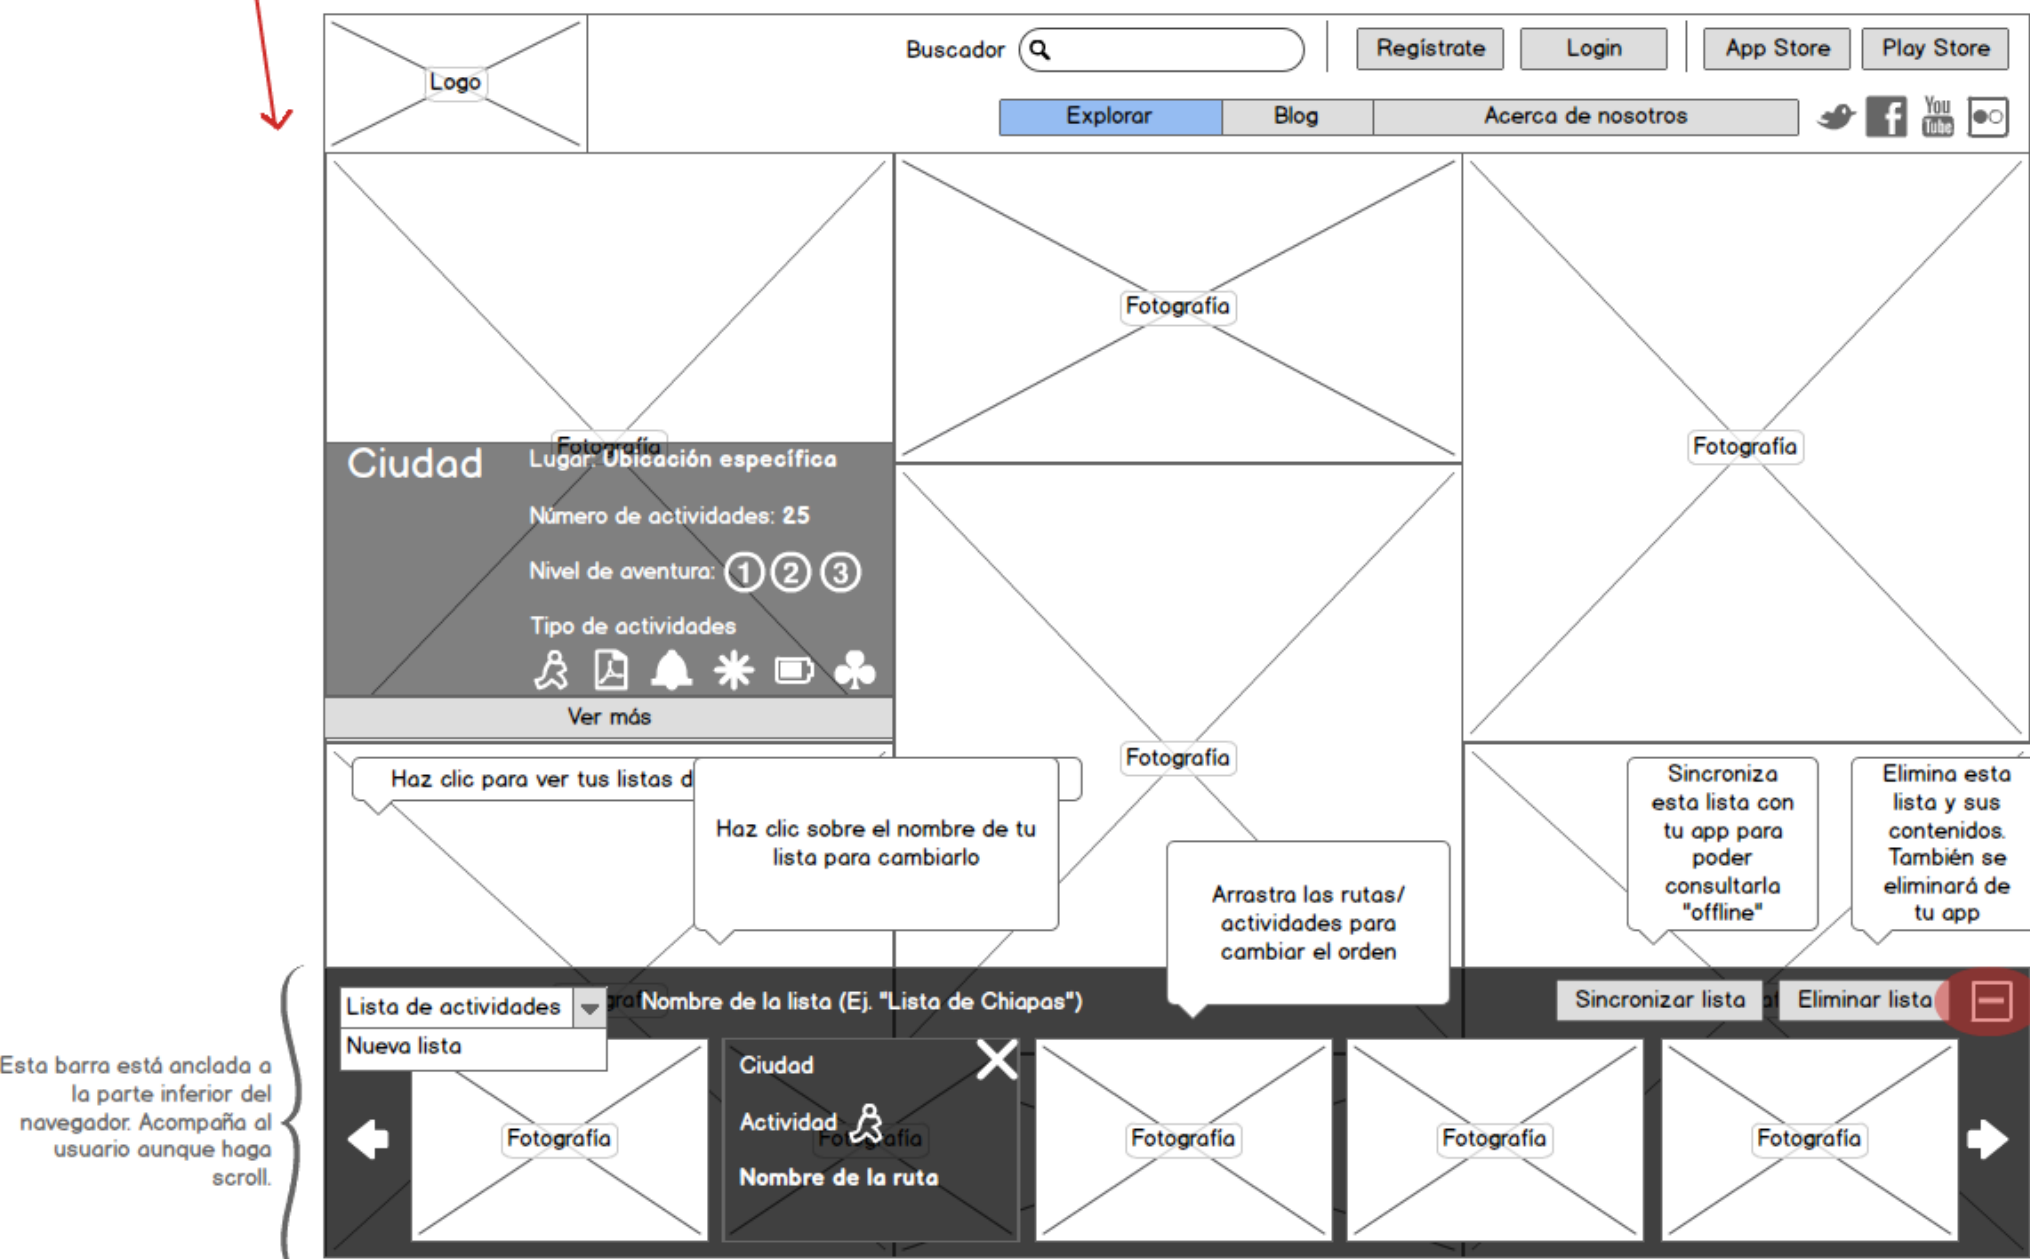 Logo
Buscador
Regístrate
Login
App Store
Play Store
Explorar
Blog
Acerca de nosotros
You
Tube
Fotografía
Fotografía
Fotografía
Ciudad
Lugar: Ubicación específica
Número de actividades: 25
Nivel de aventura: 1 2 3
Tipo de actividades
Ver más
Fotografía
Haz clic para ver tus listas d
Haz clic sobre el nombre de tu
lista para cambiarlo
Arrastra las rutas/
actividades para
cambiar el orden
Sincroniza
esta lista con
tu app para
poder
consultarla
"offline"
Elimina esta
lista y sus
contenidos.
También se
eliminará de
tu app
Lista de actividades
Nueva lista
Nombre de la lista (Ej. "Lista de Chiapas")
Sincronizar lista
Eliminar lista
Esta barra está anclada a
la parte inferior del
navegador. Acompaña al
usuario aunque haga
scroll.
Fotografía
Ciudad
Actividad
Fotografía
Nombre de la ruta
Fotografía
Fotografía
Fotografía